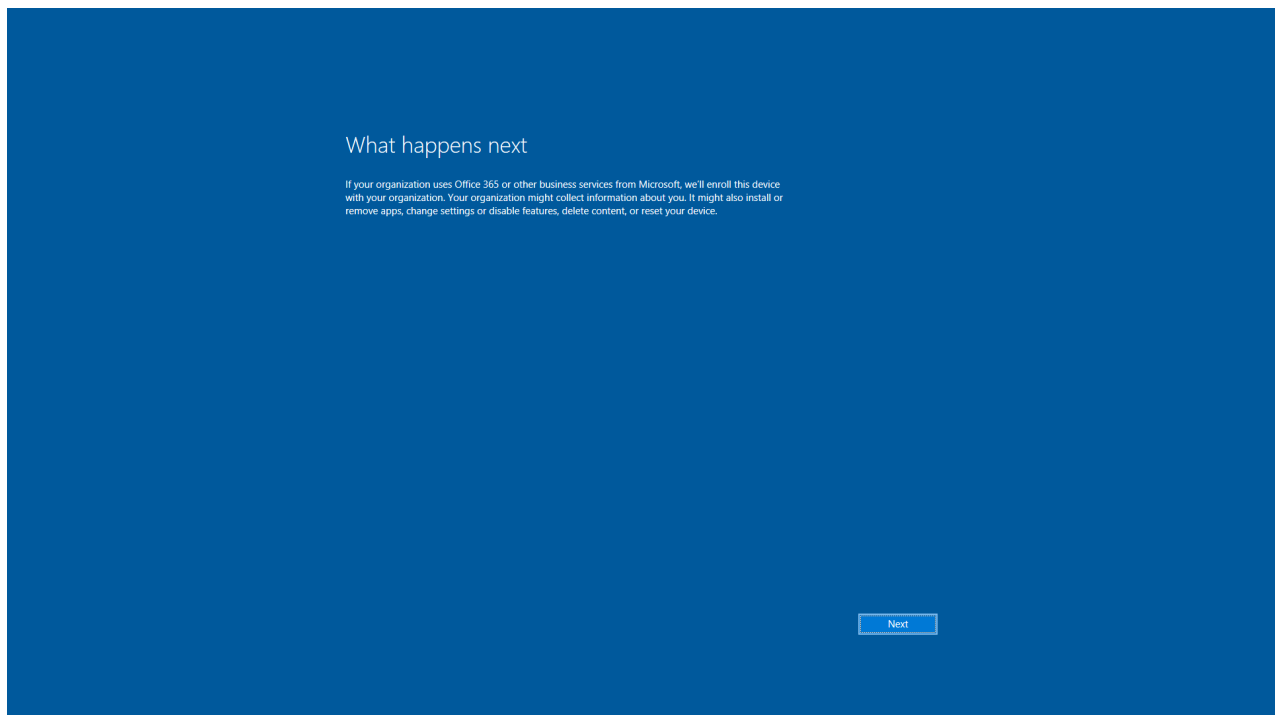 What happens next
If your organization uses Office 365 or other business services from Microsoft, we'll enroll this device
with your organization. Your organization might collect information about you. It might also install or
remove apps, change settings or disable features, delete content, or reset your device.
Next